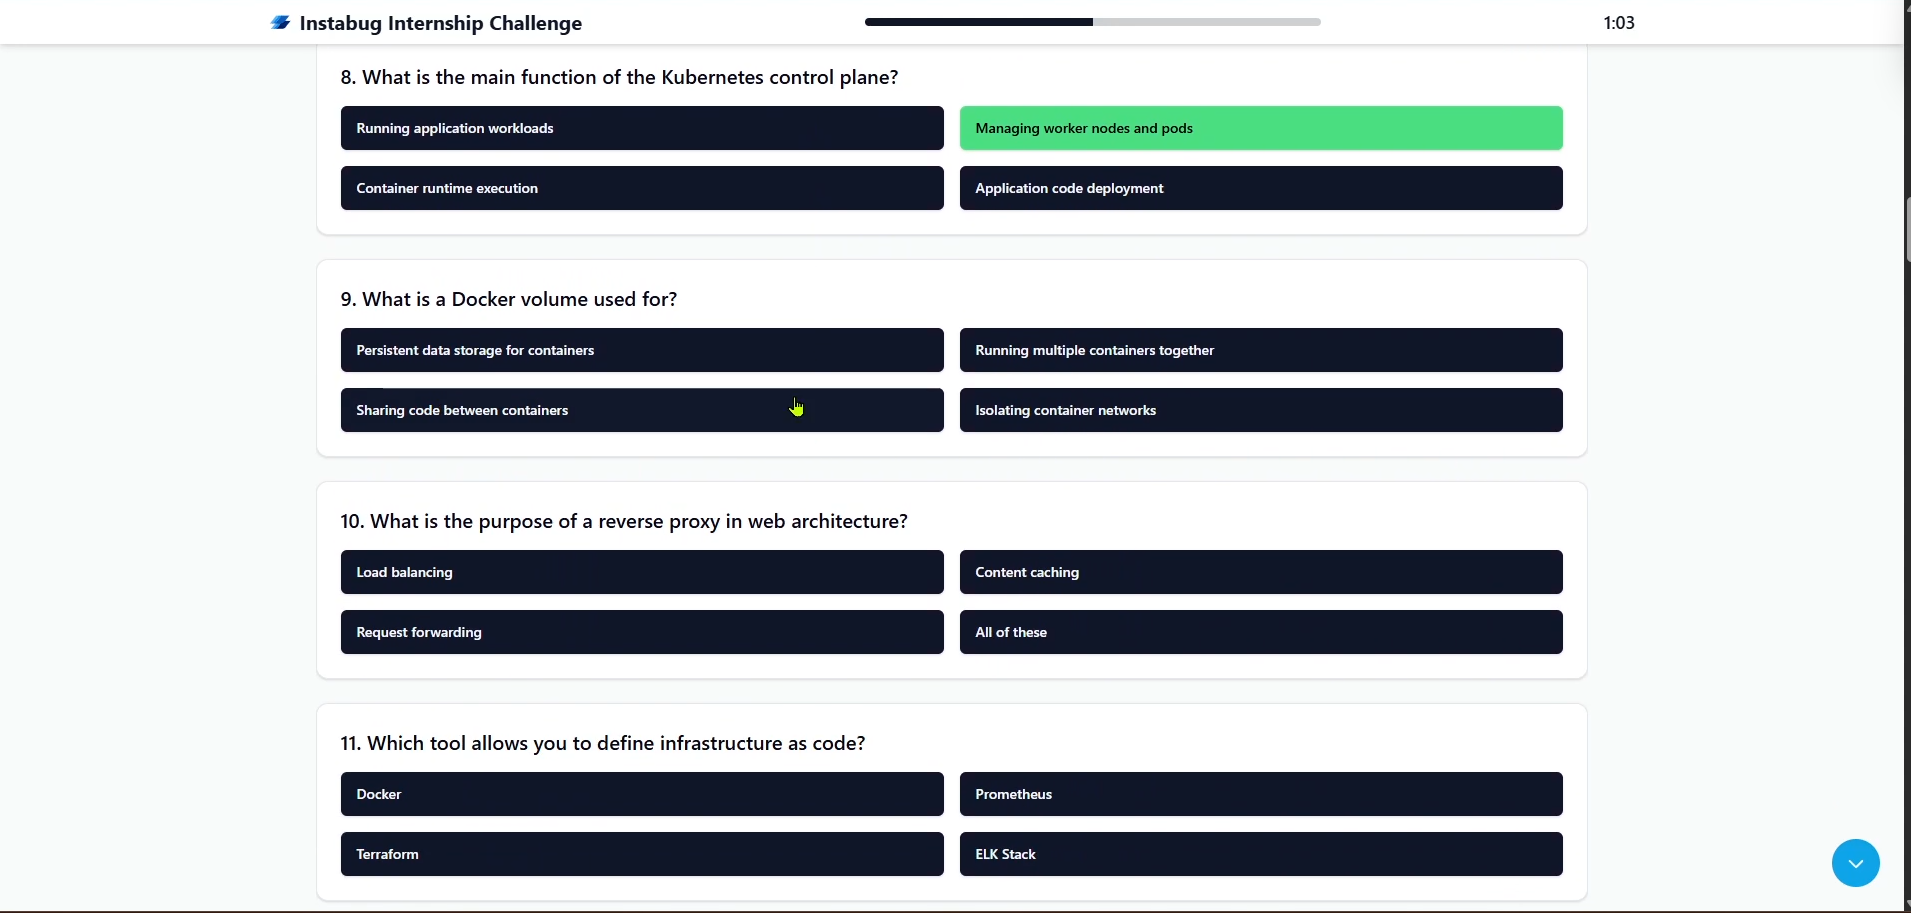 Instabug Internship Challenge
1:03
8. What is the main function of the Kubernetes control plane?
Running application workloads
Managing worker nodes and pods
Container runtime execution
Application code deployment
9. What is a Docker volume used for?
Persistent data storage for containers
Running multiple containers together
Sharing code between containers
Isolating container networks
10. What is the purpose of a reverse proxy in web architecture?
Load balancing
Content caching
Request forwarding
All of these
11. Which tool allows you to define infrastructure as code?
Docker
Prometheus
Terraform
ELK Stack